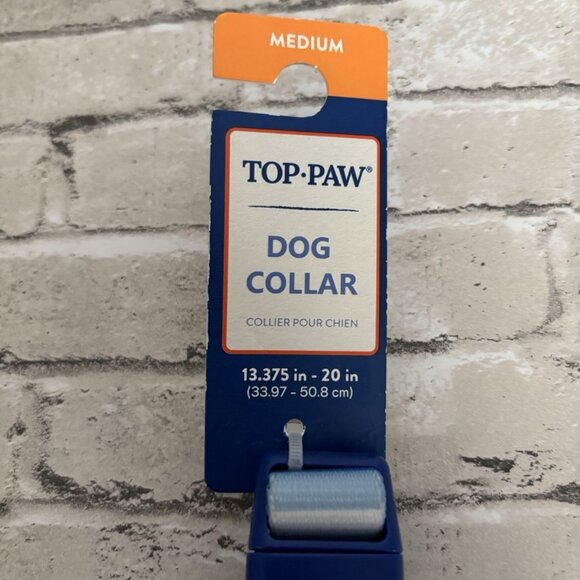 MEDIUM
TOP•PAW®
DOG
COLLAR
COLLIER POUR CHIEN
13.375 in - 20 in
(33.97 - 50.8 cm)